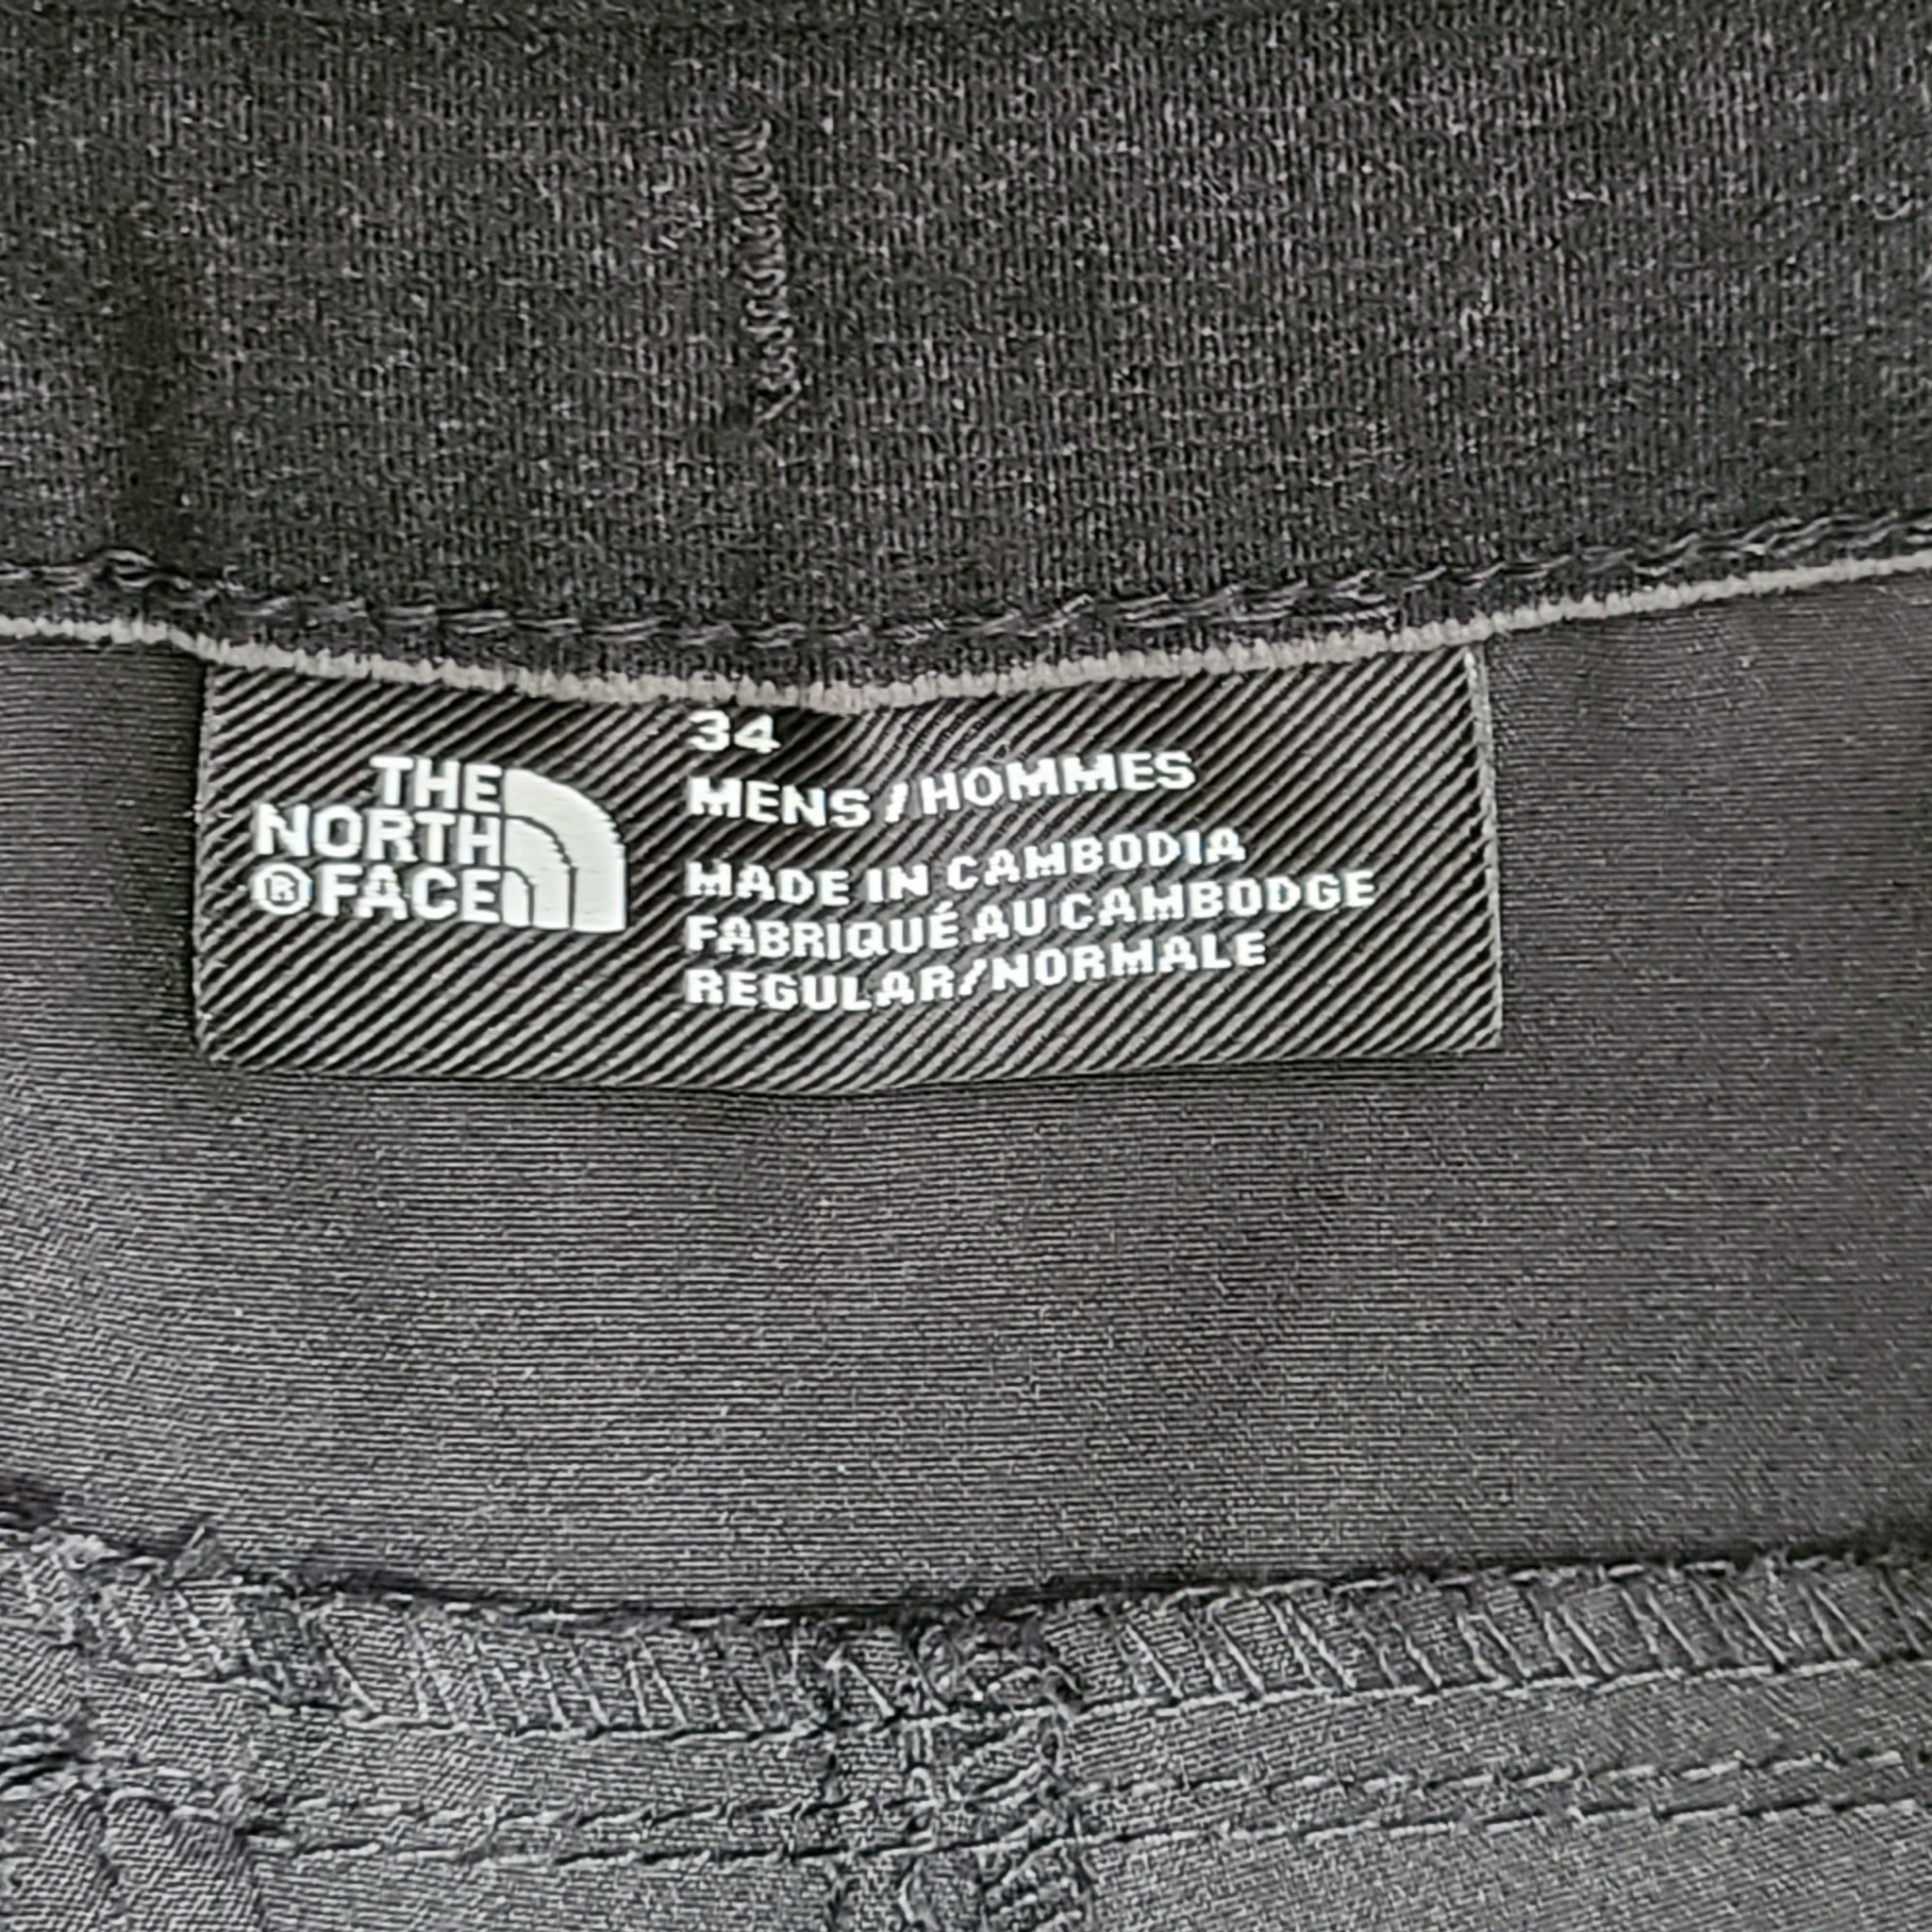 THE
NORTH
® FACE
34
MENS / HOMMES
MADE IN CAMBODIA
FABRIQUÉ AU CAMBODGE
REGULAR/NORMALE